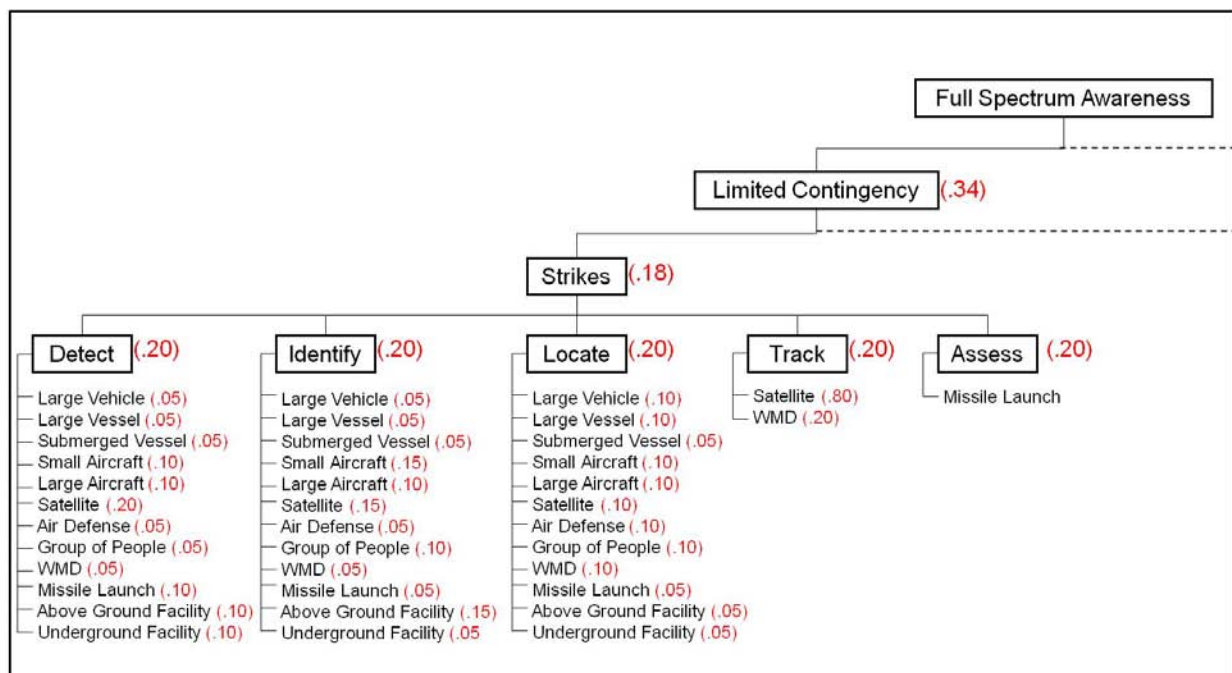 Full Spectrum Awareness
Limited Contingency (.34)
Strikes (.18)
Detect (.20)
Large Vehicle (.05)
Large Vessel (.05)
Submerged Vessel (.05)
Small Aircraft (.10)
Large Aircraft (.10)
Satellite (.20)
Air Defense (.05)
Group of People (.05)
WMD (.05)
Missile Launch (.10)
Above Ground Facility (.10)
Underground Facility (.10)
Identify (.20)
Large Vehicle (.05)
Large Vessel (.05)
Submerged Vessel (.05)
Small Aircraft (.15)
Large Aircraft (.10)
Satellite (.15)
Air Defense (.05)
Group of People (.10)
WMD (.05)
Missile Launch (.05)
Above Ground Facility (.15)
Underground Facility (.05
Locate (.20)
Large Vehicle (.10)
Large Vessel (.10)
Submerged Vessel (.05)
Small Aircraft (.10)
Large Aircraft (.10)
Satellite (.10)
Air Defense (.10)
Group of People (.10)
WMD (.10)
Missile Launch (.05)
Above Ground Facility (.05)
Underground Facility (.05)
Track (.20)
Satellite (.80)
WMD (.20)
Assess (.20)
Missile Launch